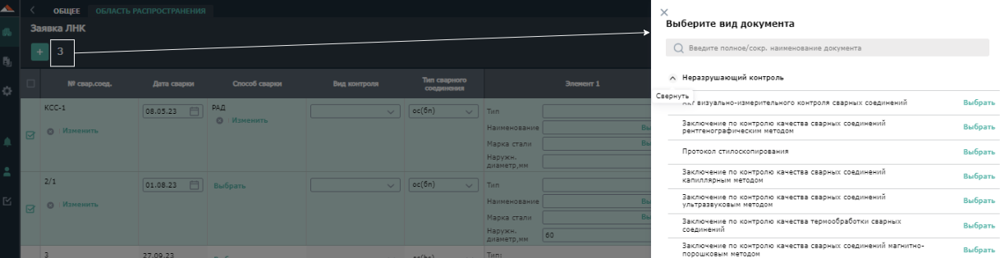 ОБЩЕЕ ОБЛАСТЬ РАСПРОСТРАНЕНИЯ
Заявка ЛНК
+ 3
№ свар.соед. Дата сварки Способ сварки Вид контроля Тип сварного соединения Элемент 1
КСС-1 08.05.23 РАД ос(бп) Тип
Изменить Изменить
Наименование Вы
Марка стали Вы
Наружн.
диаметр,мм
2/1 01.08.23 Выбрать ос(бп) Тип
Изменить
Наименование Вы
Марка стали Вы
Наружн.
диаметр,мм 60
3 27.09.23 Тип:
Выберите вид документа
Введите полное/сокр. наименование документа
Неразрушающий контроль
Свернуть
Акт визуально-измерительного контроля сварных соединений Выбрать
Заключение по контролю качества сварных соединений
рентгенографическим методом Выбрать
Протокол стилоскопирования Выбрать
Заключение по контролю качества сварных соединений
капиллярным методом Выбрать
Заключение по контролю качества сварных соединений
ультразвуковым методом Выбрать
Заключение по контролю качества термообработки сварных
соединений Выбрать
Заключение по контролю качества сварных соединений магнитно-
порошковым методом Выбрать